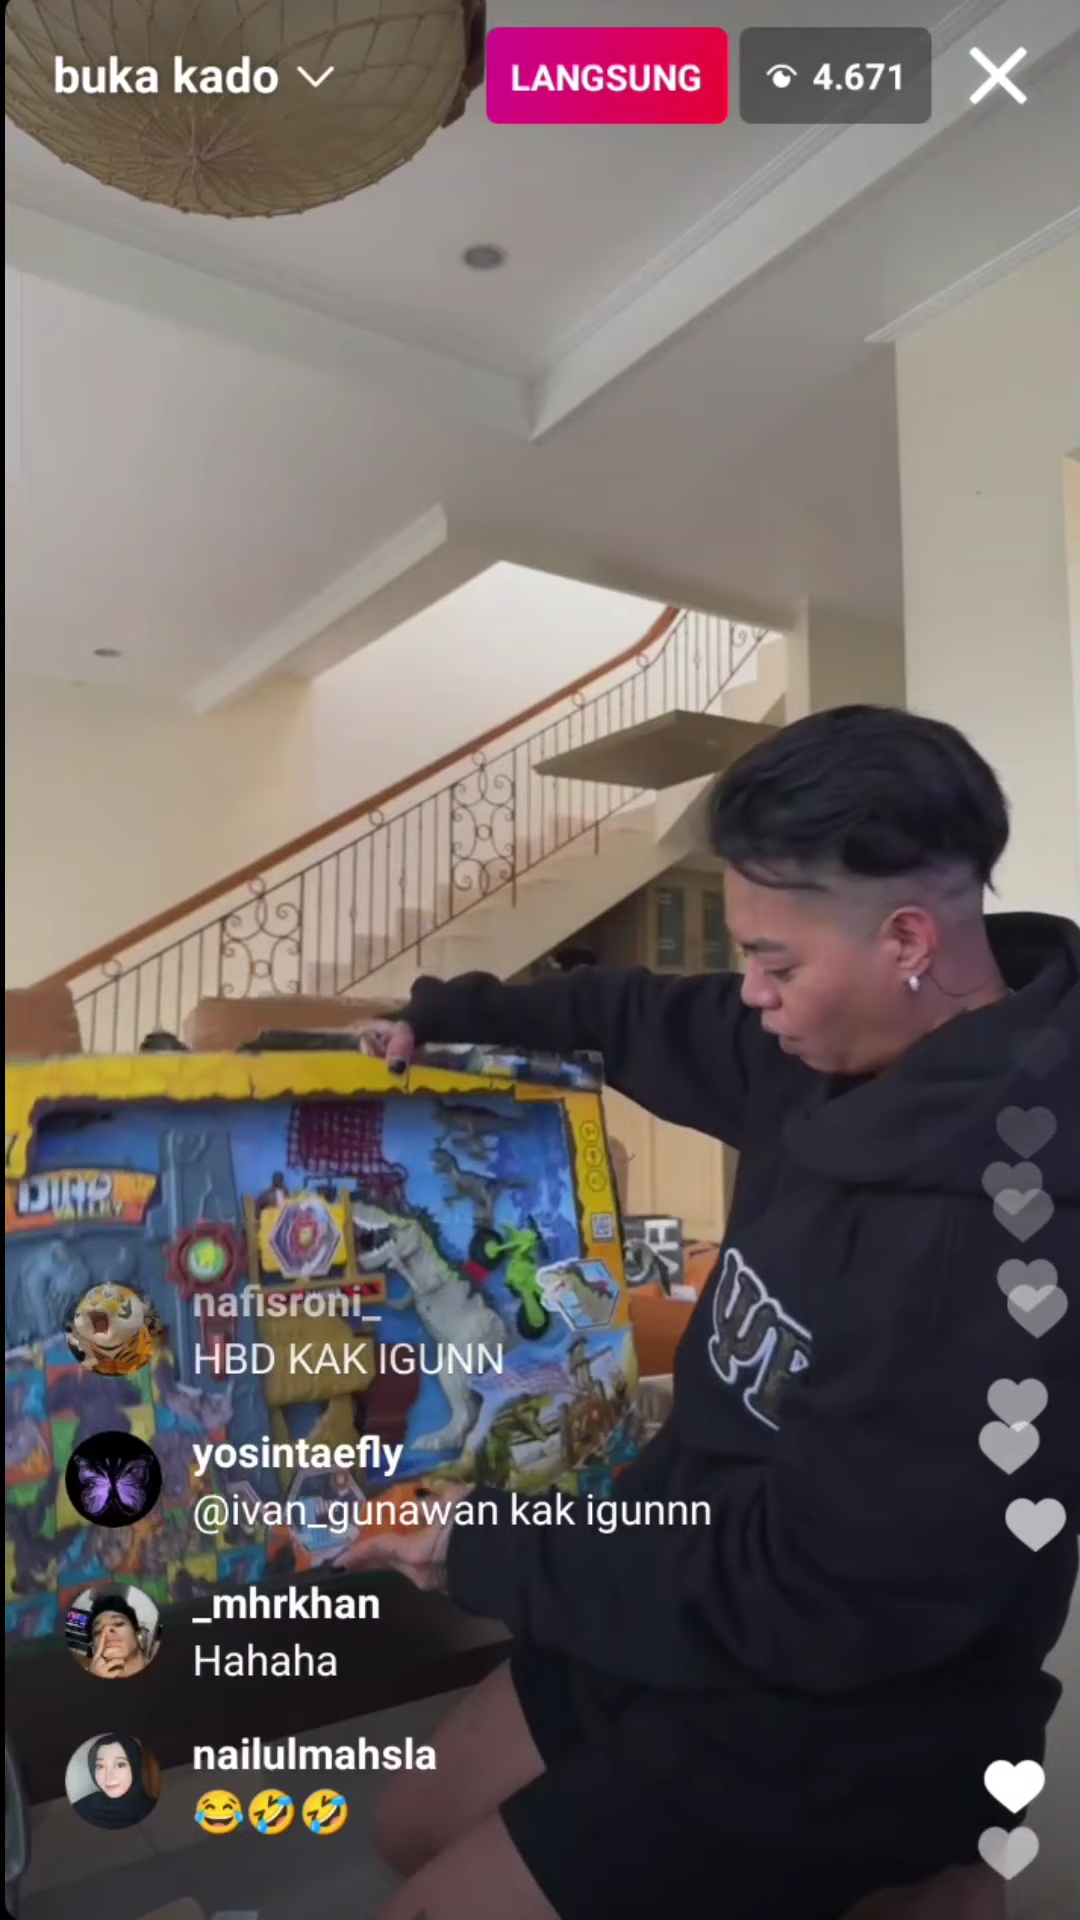 buka kado
LANGSUNG
4.671
DINO
VALLEY
nafisroni_
HBD KAK IGUNN
yosintaefly
@ivan_gunawan kak igunnn
_mhrkhan
Hahaha
nailulmahsla
😂🤣🤣